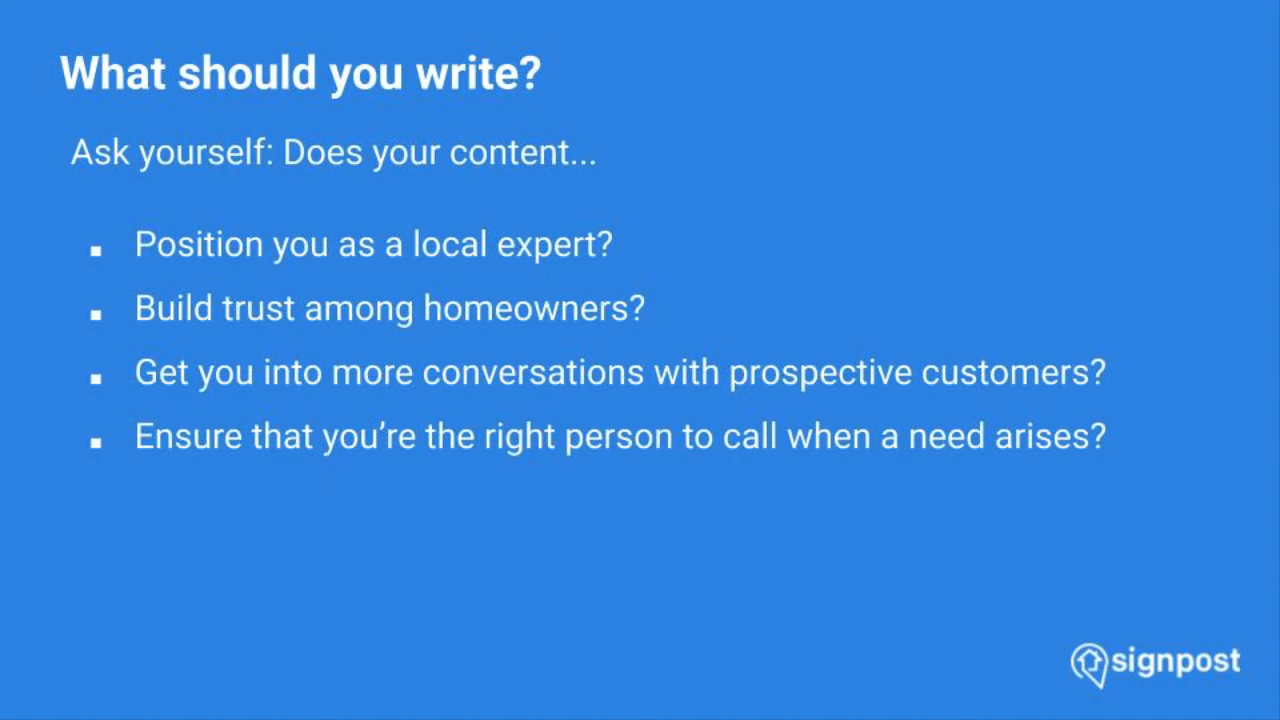 What should you write?
Ask yourself: Does your content...
▪ Position you as a local expert?
▪ Build trust among homeowners?
▪ Get you into more conversations with prospective customers?
▪ Ensure that you’re the right person to call when a need arises?
signpost